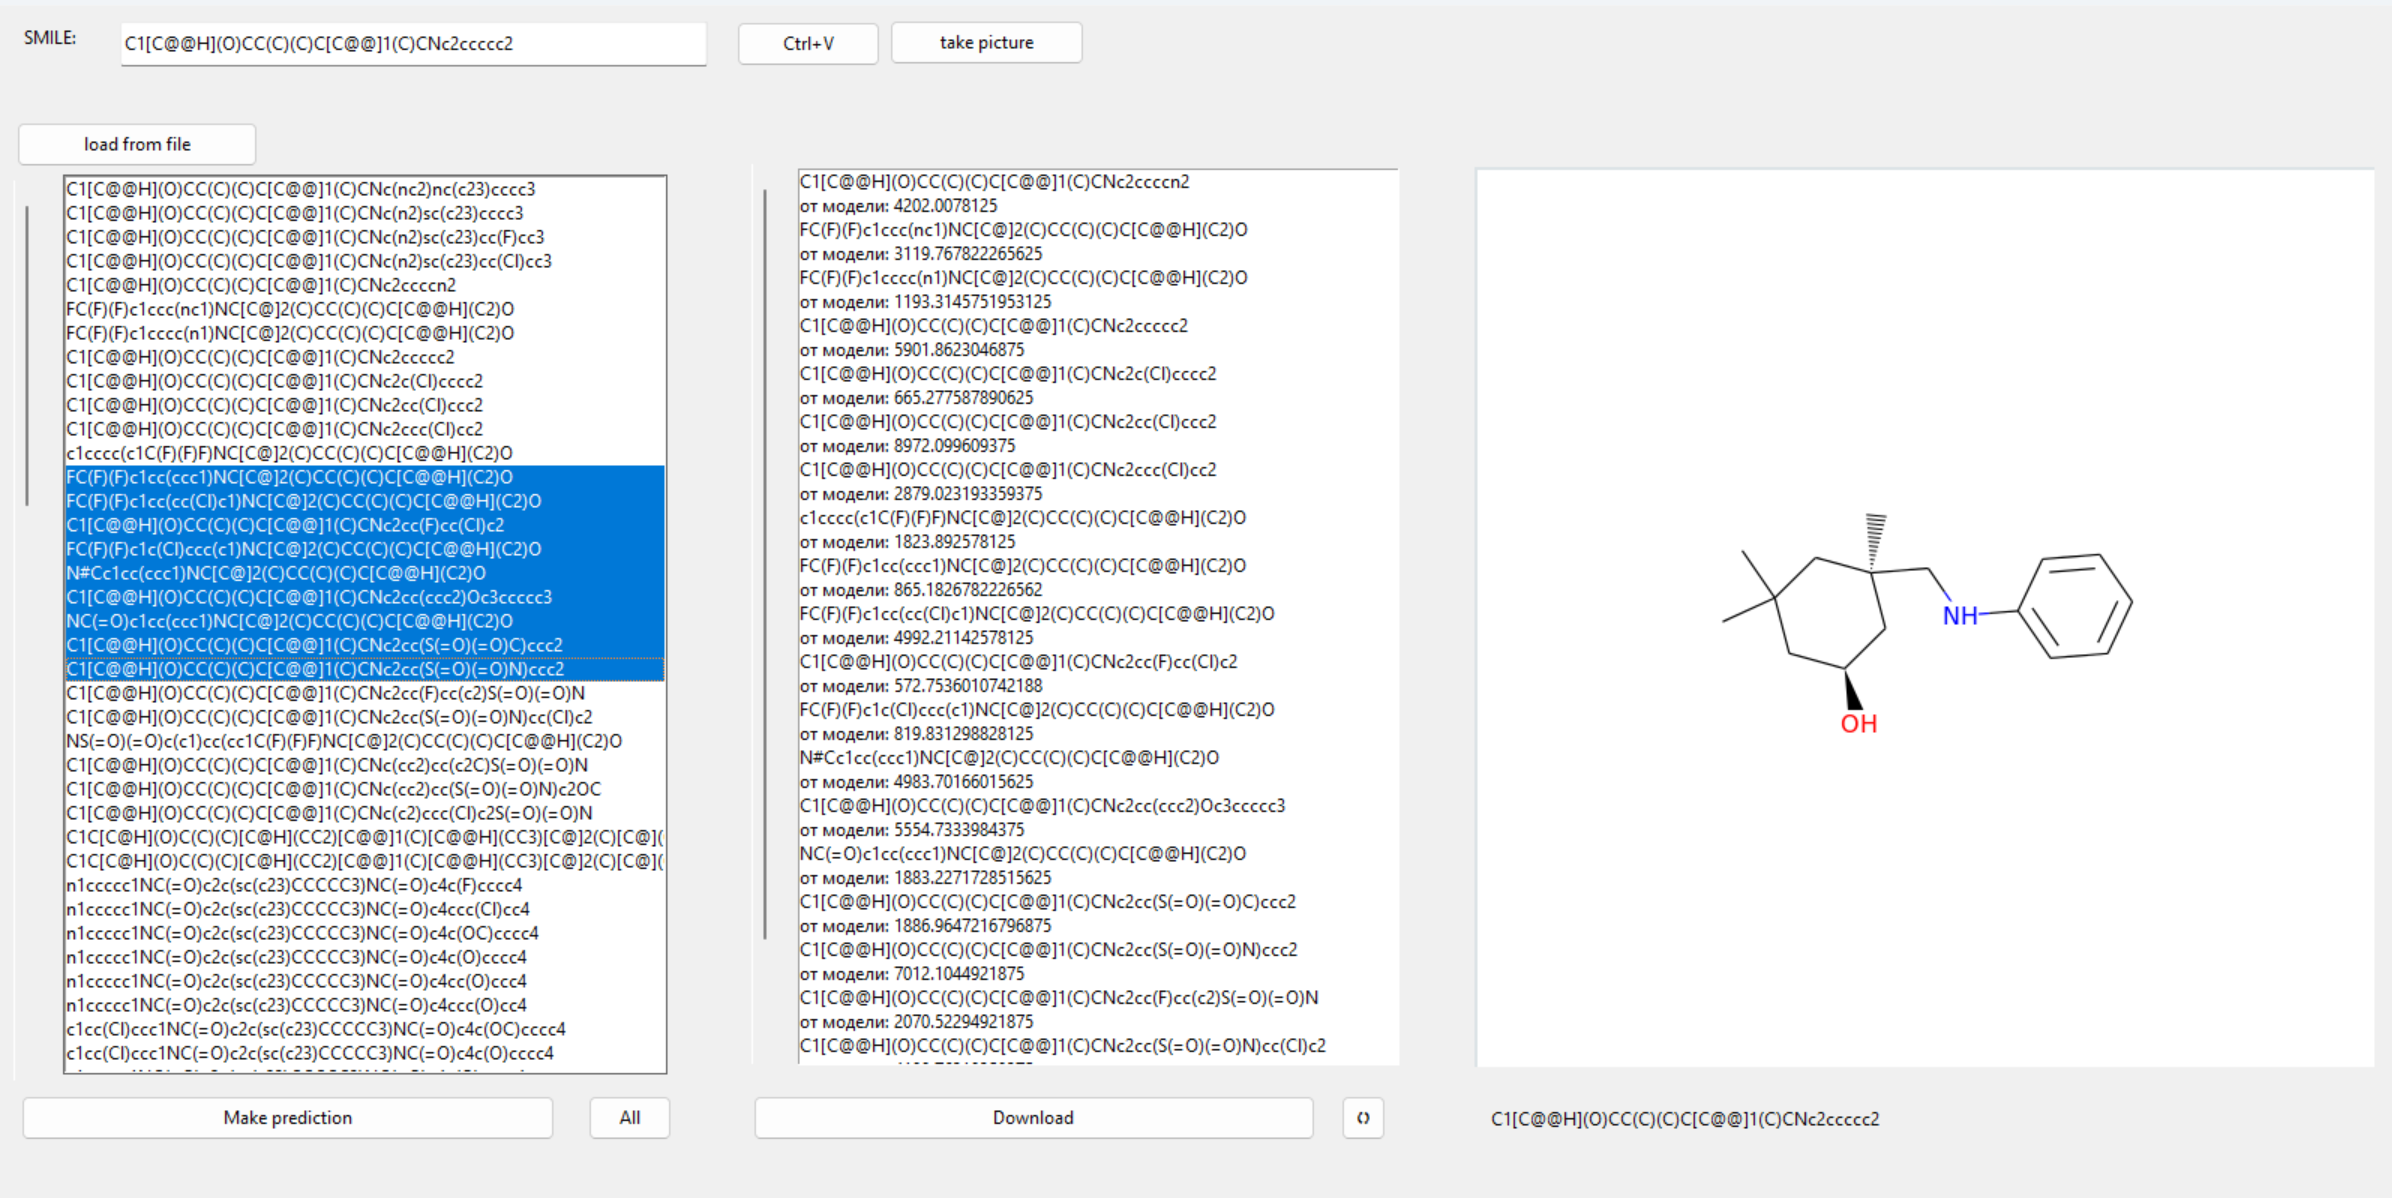 SMILE:
C1[C@@H](O)CC(C)(C)C[C@@]1(C)CNc2ccccc2
Ctrl+V
take picture
load from file
C1[C@@H](O)CC(C)(C)C[C@@]1(C)CNc(nc2)nc(c23)cccc3
C1[C@@H](O)CC(C)(C)C[C@@]1(C)CNc(n2)sc(c23)cccc3
C1[C@@H](O)CC(C)(C)C[C@@]1(C)CNc(n2)sc(c23)cc(F)cc3
C1[C@@H](O)CC(C)(C)C[C@@]1(C)CNc(n2)sc(c23)cc(Cl)cc3
C1[C@@H](O)CC(C)(C)C[C@@]1(C)CNc2ccccn2
FC(F)(F)c1ccc(nc1)NC[C@]2(C)CC(C)(C)C[C@@H](C2)O
FC(F)(F)c1cccc(n1)NC[C@]2(C)CC(C)(C)C[C@@H](C2)O
C1[C@@H](O)CC(C)(C)C[C@@]1(C)CNc2ccccc2
C1[C@@H](O)CC(C)(C)C[C@@]1(C)CNc2c(Cl)cccc2
C1[C@@H](O)CC(C)(C)C[C@@]1(C)CNc2cc(Cl)ccc2
C1[C@@H](O)CC(C)(C)C[C@@]1(C)CNc2ccc(Cl)cc2
c1cccc(c1C(F)(F)F)NC[C@]2(C)CC(C)(C)C[C@@H](C2)O
FC(F)(F)c1cc(ccc1)NC[C@]2(C)CC(C)(C)C[C@@H](C2)O
FC(F)(F)c1cc(cc(Cl)c1)NC[C@]2(C)CC(C)(C)C[C@@H](C2)O
C1[C@@H](O)CC(C)(C)C[C@@]1(C)CNc2cc(F)cc(Cl)c2
FC(F)(F)c1c(Cl)ccc(c1)NC[C@]2(C)CC(C)(C)C[C@@H](C2)O
N#Cc1cc(ccc1)NC[C@]2(C)CC(C)(C)C[C@@H](C2)O
C1[C@@H](O)CC(C)(C)C[C@@]1(C)CNc2cc(ccc2)Oc3ccccc3
NC(=O)c1cc(ccc1)NC[C@]2(C)CC(C)(C)C[C@@H](C2)O
C1[C@@H](O)CC(C)(C)C[C@@]1(C)CNc2cc(S(=O)(=O)C)ccc2
C1[C@@H](O)CC(C)(C)C[C@@]1(C)CNc2cc(S(=O)(=O)N)ccc2
C1[C@@H](O)CC(C)(C)C[C@@]1(C)CNc2cc(F)cc(c2)S(=O)(=O)N
C1[C@@H](O)CC(C)(C)C[C@@]1(C)CNc2cc(S(=O)(=O)N)cc(Cl)c2
NS(=O)(=O)c(c1)cc(cc1C(F)(F)F)NC[C@]2(C)CC(C)(C)C[C@@H](C2)O
C1[C@@H](O)CC(C)(C)C[C@@]1(C)CNc(cc2)cc(c2C)S(=O)(=O)N
C1[C@@H](O)CC(C)(C)C[C@@]1(C)CNc(cc2)cc(S(=O)(=O)N)c2OC
C1[C@@H](O)CC(C)(C)C[C@@]1(C)CNc(c2)ccc(Cl)c2S(=O)(=O)N
C1C[C@H](O)C(C)(C)[C@H](CC2)[C@@]1(C)[C@@H](CC3)[C@]2(C)[C@](
C1C[C@H](O)C(C)(C)[C@H](CC2)[C@@]1(C)[C@@H](CC3)[C@]2(C)[C@](
n1ccccc1NC(=O)c2c(sc(c23)CCCCC3)NC(=O)c4c(F)cccc4
n1ccccc1NC(=O)c2c(sc(c23)CCCCC3)NC(=O)c4ccc(Cl)cc4
n1ccccc1NC(=O)c2c(sc(c23)CCCCC3)NC(=O)c4c(OC)cccc4
n1ccccc1NC(=O)c2c(sc(c23)CCCCC3)NC(=O)c4c(O)cccc4
n1ccccc1NC(=O)c2c(sc(c23)CCCCC3)NC(=O)c4cc(O)ccc4
n1ccccc1NC(=O)c2c(sc(c23)CCCCC3)NC(=O)c4ccc(O)cc4
c1cc(Cl)ccc1NC(=O)c2c(sc(c23)CCCCC3)NC(=O)c4c(OC)cccc4
c1cc(Cl)ccc1NC(=O)c2c(sc(c23)CCCCC3)NC(=O)c4c(O)cccc4
Make prediction
All
C1[C@@H](O)CC(C)(C)C[C@@]1(C)CNc2ccccn2
от модели: 4202.0078125
FC(F)(F)c1ccc(nc1)NC[C@]2(C)CC(C)(C)C[C@@H](C2)O
от модели: 3119.767822265625
FC(F)(F)c1cccc(n1)NC[C@]2(C)CC(C)(C)C[C@@H](C2)O
от модели: 1193.3145751953125
C1[C@@H](O)CC(C)(C)C[C@@]1(C)CNc2ccccc2
от модели: 5901.8623046875
C1[C@@H](O)CC(C)(C)C[C@@]1(C)CNc2c(Cl)cccc2
от модели: 665.277587890625
C1[C@@H](O)CC(C)(C)C[C@@]1(C)CNc2cc(Cl)ccc2
от модели: 8972.099609375
C1[C@@H](O)CC(C)(C)C[C@@]1(C)CNc2ccc(Cl)cc2
от модели: 2879.023193359375
c1cccc(c1C(F)(F)F)NC[C@]2(C)CC(C)(C)C[C@@H](C2)O
от модели: 1823.892578125
FC(F)(F)c1cc(ccc1)NC[C@]2(C)CC(C)(C)C[C@@H](C2)O
от модели: 865.1826782226562
FC(F)(F)c1cc(cc(Cl)c1)NC[C@]2(C)CC(C)(C)C[C@@H](C2)O
от модели: 4992.21142578125
C1[C@@H](O)CC(C)(C)C[C@@]1(C)CNc2cc(F)cc(Cl)c2
от модели: 572.7536010742188
FC(F)(F)c1c(Cl)ccc(c1)NC[C@]2(C)CC(C)(C)C[C@@H](C2)O
от модели: 819.831298828125
N#Cc1cc(ccc1)NC[C@]2(C)CC(C)(C)C[C@@H](C2)O
от модели: 4983.70166015625
C1[C@@H](O)CC(C)(C)C[C@@]1(C)CNc2cc(ccc2)Oc3ccccc3
от модели: 5554.7333984375
NC(=O)c1cc(ccc1)NC[C@]2(C)CC(C)(C)C[C@@H](C2)O
от модели: 1883.2271728515625
C1[C@@H](O)CC(C)(C)C[C@@]1(C)CNc2cc(S(=O)(=O)C)ccc2
от модели: 1886.9647216796875
C1[C@@H](O)CC(C)(C)C[C@@]1(C)CNc2cc(S(=O)(=O)N)ccc2
от модели: 7012.1044921875
C1[C@@H](O)CC(C)(C)C[C@@]1(C)CNc2cc(F)cc(c2)S(=O)(=O)N
от модели: 2070.52294921875
C1[C@@H](O)CC(C)(C)C[C@@]1(C)CNc2cc(S(=O)(=O)N)cc(Cl)c2
Download
NH
OH
C1[C@@H](O)CC(C)(C)C[C@@]1(C)CNc2ccccc2